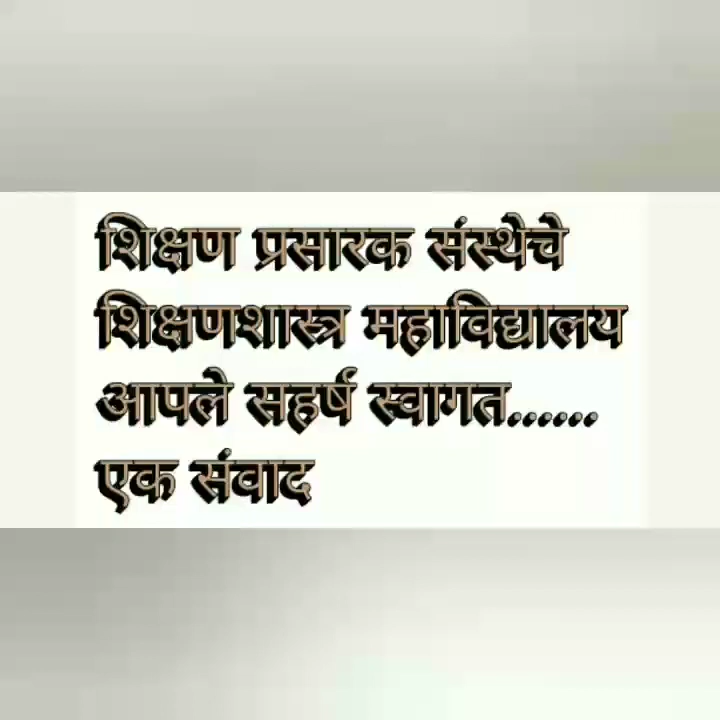 शिक्षण प्रसारक संस्थेचे
शिक्षणशास्त्र महाविद्यालय
आपले सहर्ष स्वागत......
एक संवाद